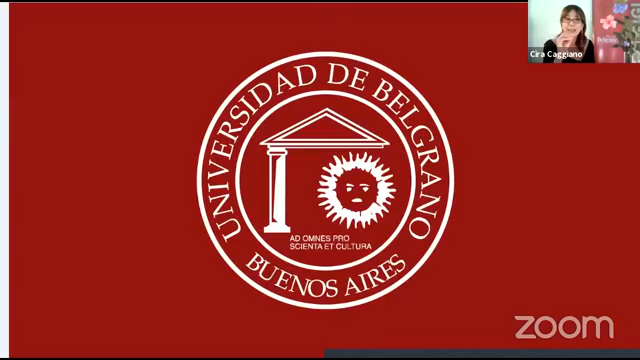 Cira Caggiano
UNIVERSIDAD DE BELGRANO
AD OMNES PRO
SCIENTA ET CULTURA
BUENOS AIRES
zoom